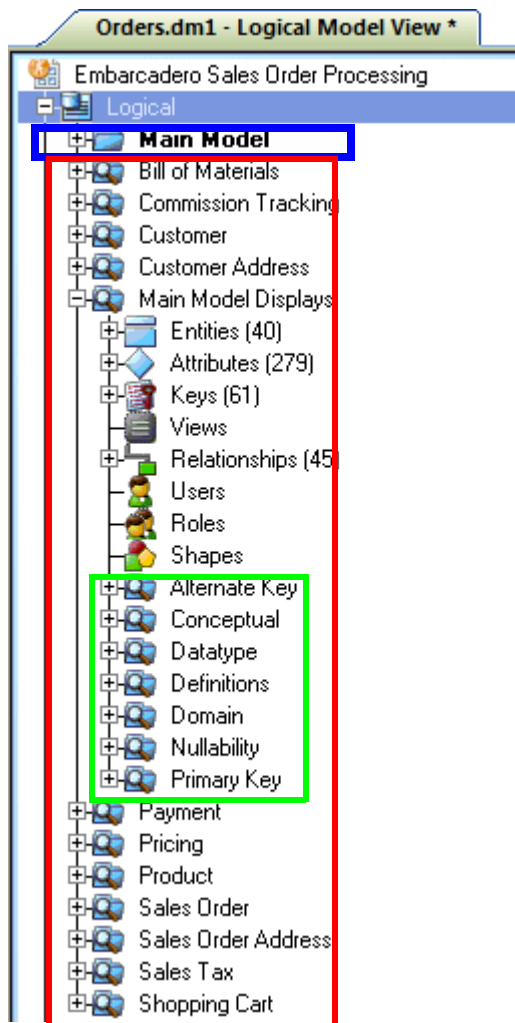 Orders.dm1 - Logical Model View *
Embarcadero Sales Order Processing
Logical
Main Model
Bill of Materials
Commission Tracking
Customer
Customer Address
Main Model Displays
Entities (40)
Attributes (279)
Keys (61)
Views
Relationships (45)
Users
Roles
Shapes
Alternate Key
Conceptual
Datatype
Definitions
Domain
Nullability
Primary Key
Payment
Pricing
Product
Sales Order
Sales Order Address
Sales Tax
Shopping Cart